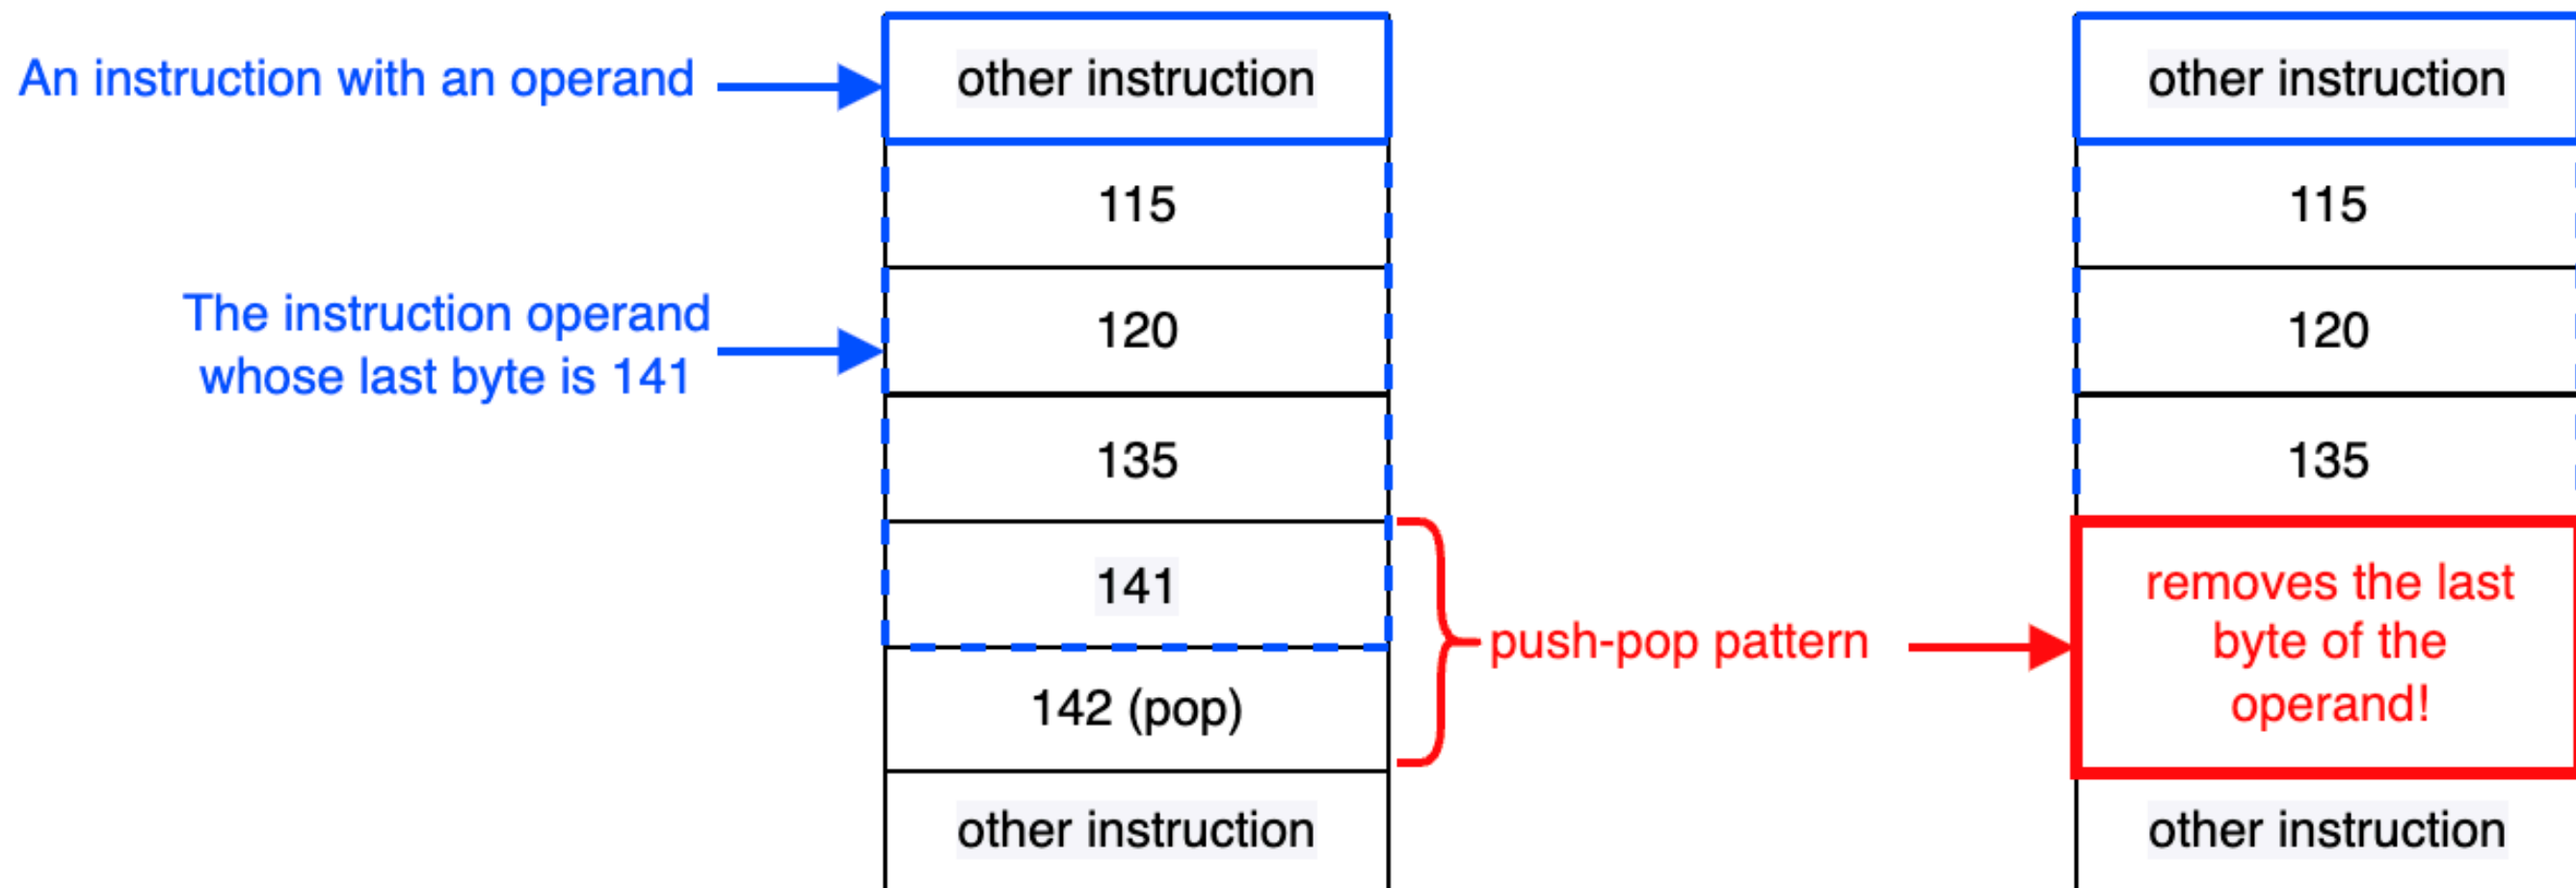 An instruction with an operand
other instruction
other instruction
115
115
The instruction operand
whose last byte is 141
120
120
135
135
141
push-pop pattern
removes the last
byte of the
operand!
142 (pop)
other instruction
other instruction